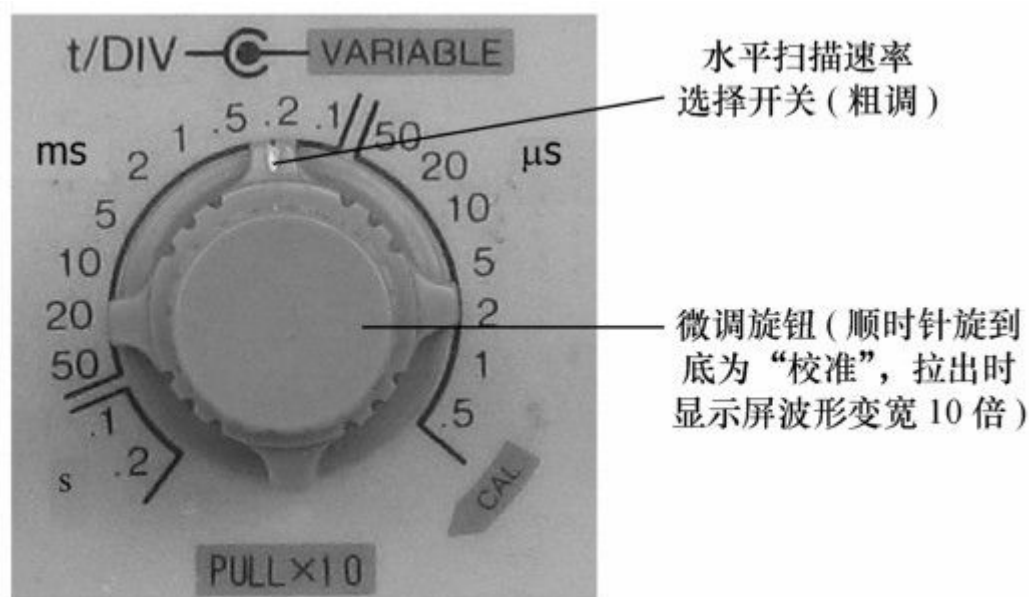 t/DIV VARIABLE
水平扫描速率
选择开关(粗调)
ms
μs
s
.2
.1
50
20
10
5
2
1
.5
.2
.1
50
20
10
5
2
1
.5
微调旋钮(顺时针旋到
底为“校准”，拉出时
显示屏波形变宽10倍)
CAL
PULL×10